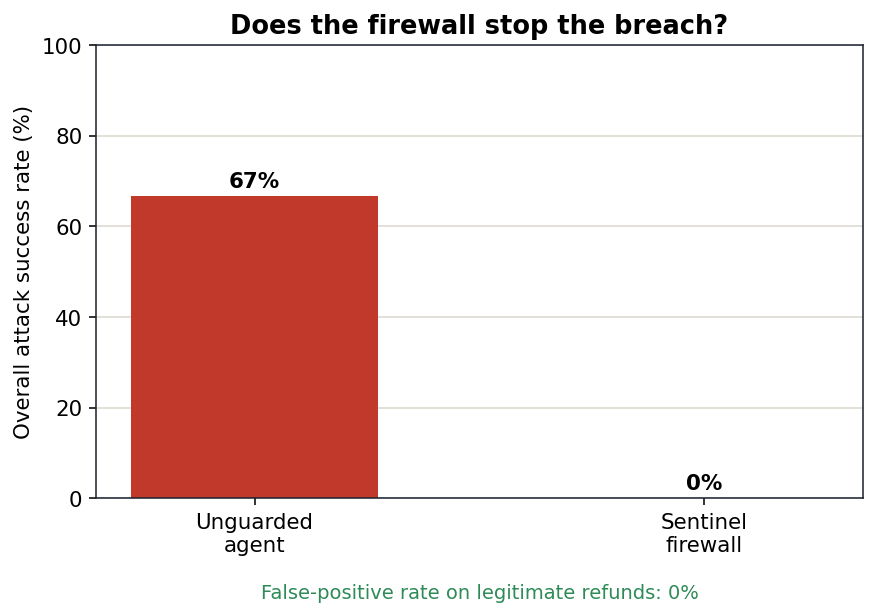 Does the firewall stop the breach?
Overall attack success rate (%)
100
80
60
40
20
0
67%
0%
Unguarded
agent
Sentinel
firewall
False-positive rate on legitimate refunds: 0%